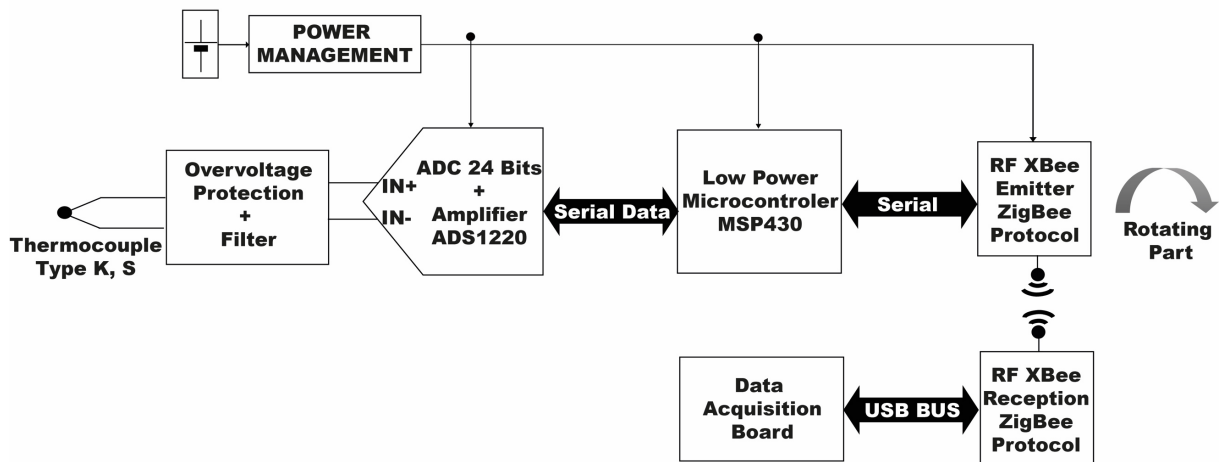 POWER
MANAGEMENT
Overvoltage
Protection
+
Filter
Thermocouple
Type K, S
IN+
IN-
ADC 24 Bits
+
Amplifier
ADS1220
Serial Data
Low Power
Microcontroler
MSP430
Serial
RF XBee
Emitter
ZigBee
Protocol
Rotating
Part
Data
Acquisition
Board
USB BUS
RF XBee
Reception
ZigBee
Protocol